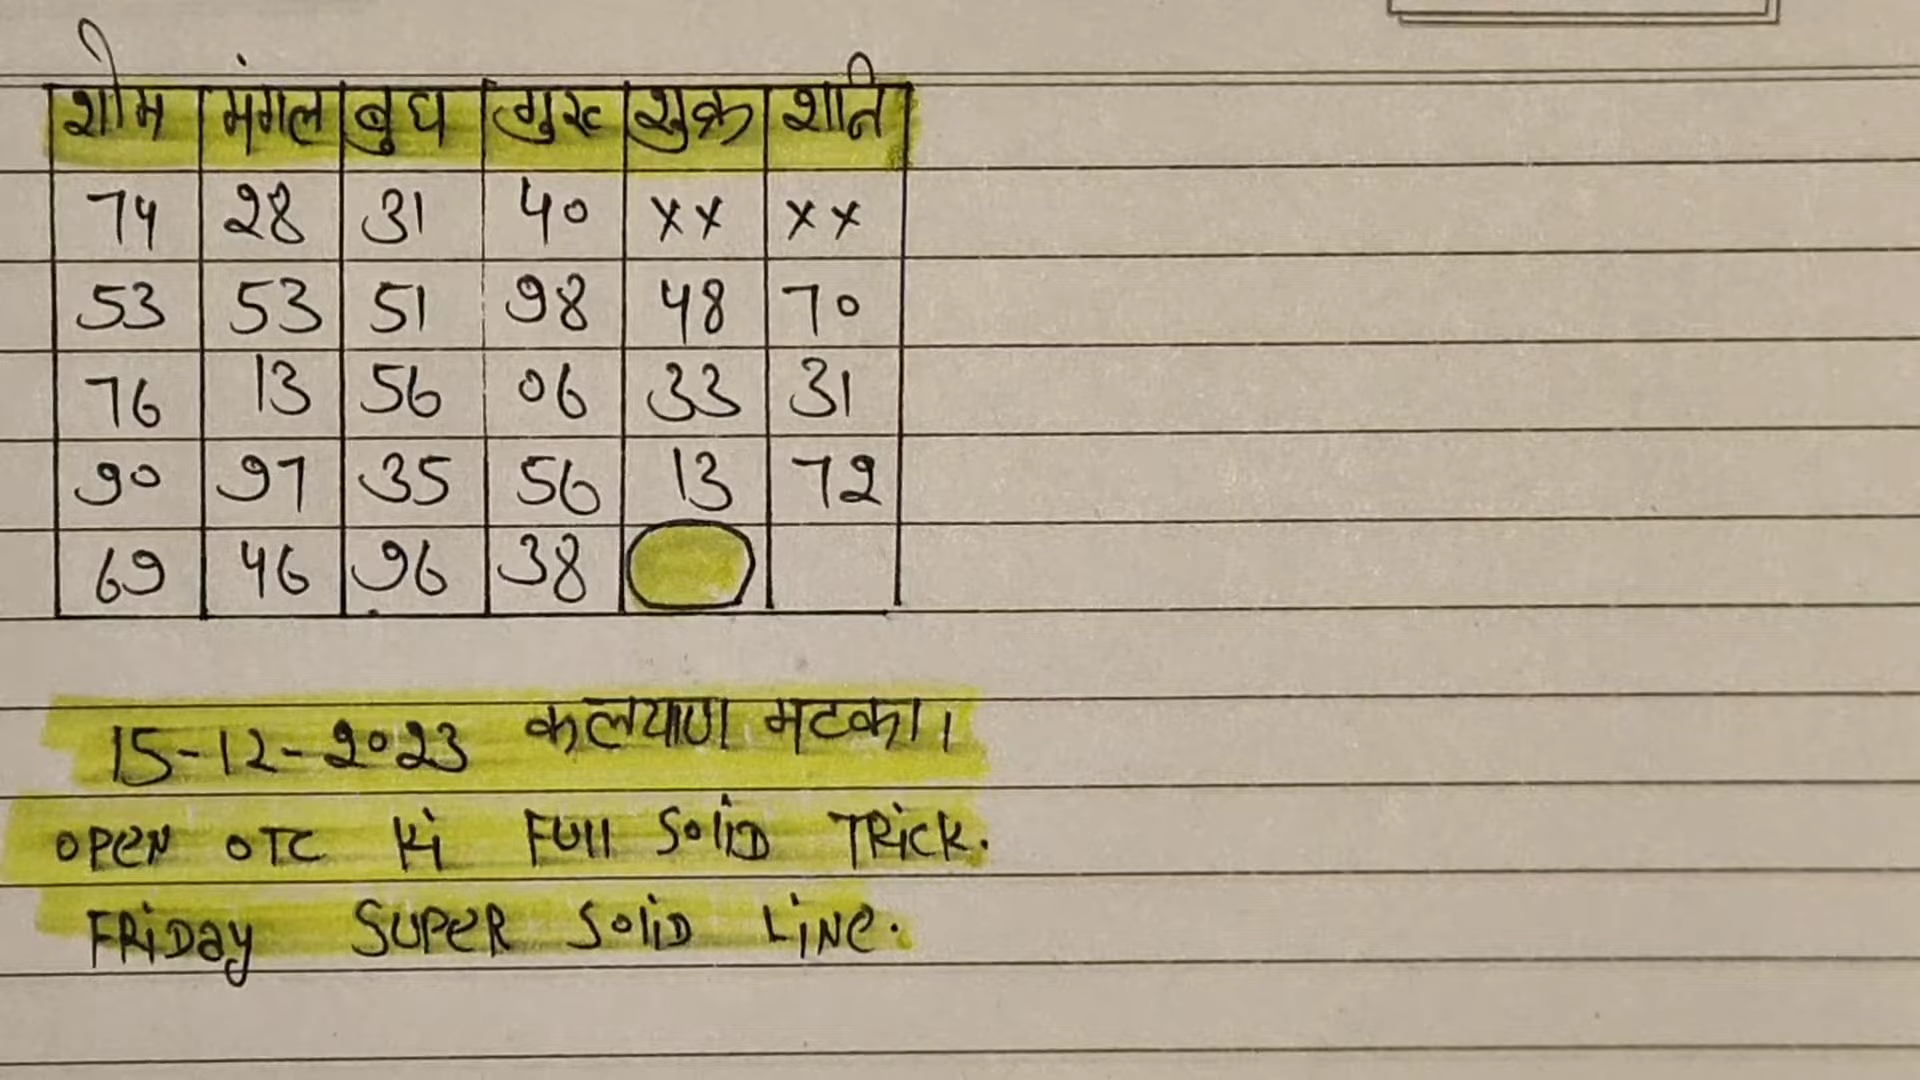 शोम मंगल बुध गुरू शुक्र शनि
74 28 31 40 xx xx
53 53 51 98 48 70
76 13 56 06 33 31
90 97 35 56 13 72
69 46 96 38
15-12-2023 कलयाण मटका।
OPEN OTC Ki FUll SoliD TRick.
FRiDay SUPER SoliD LiNe.